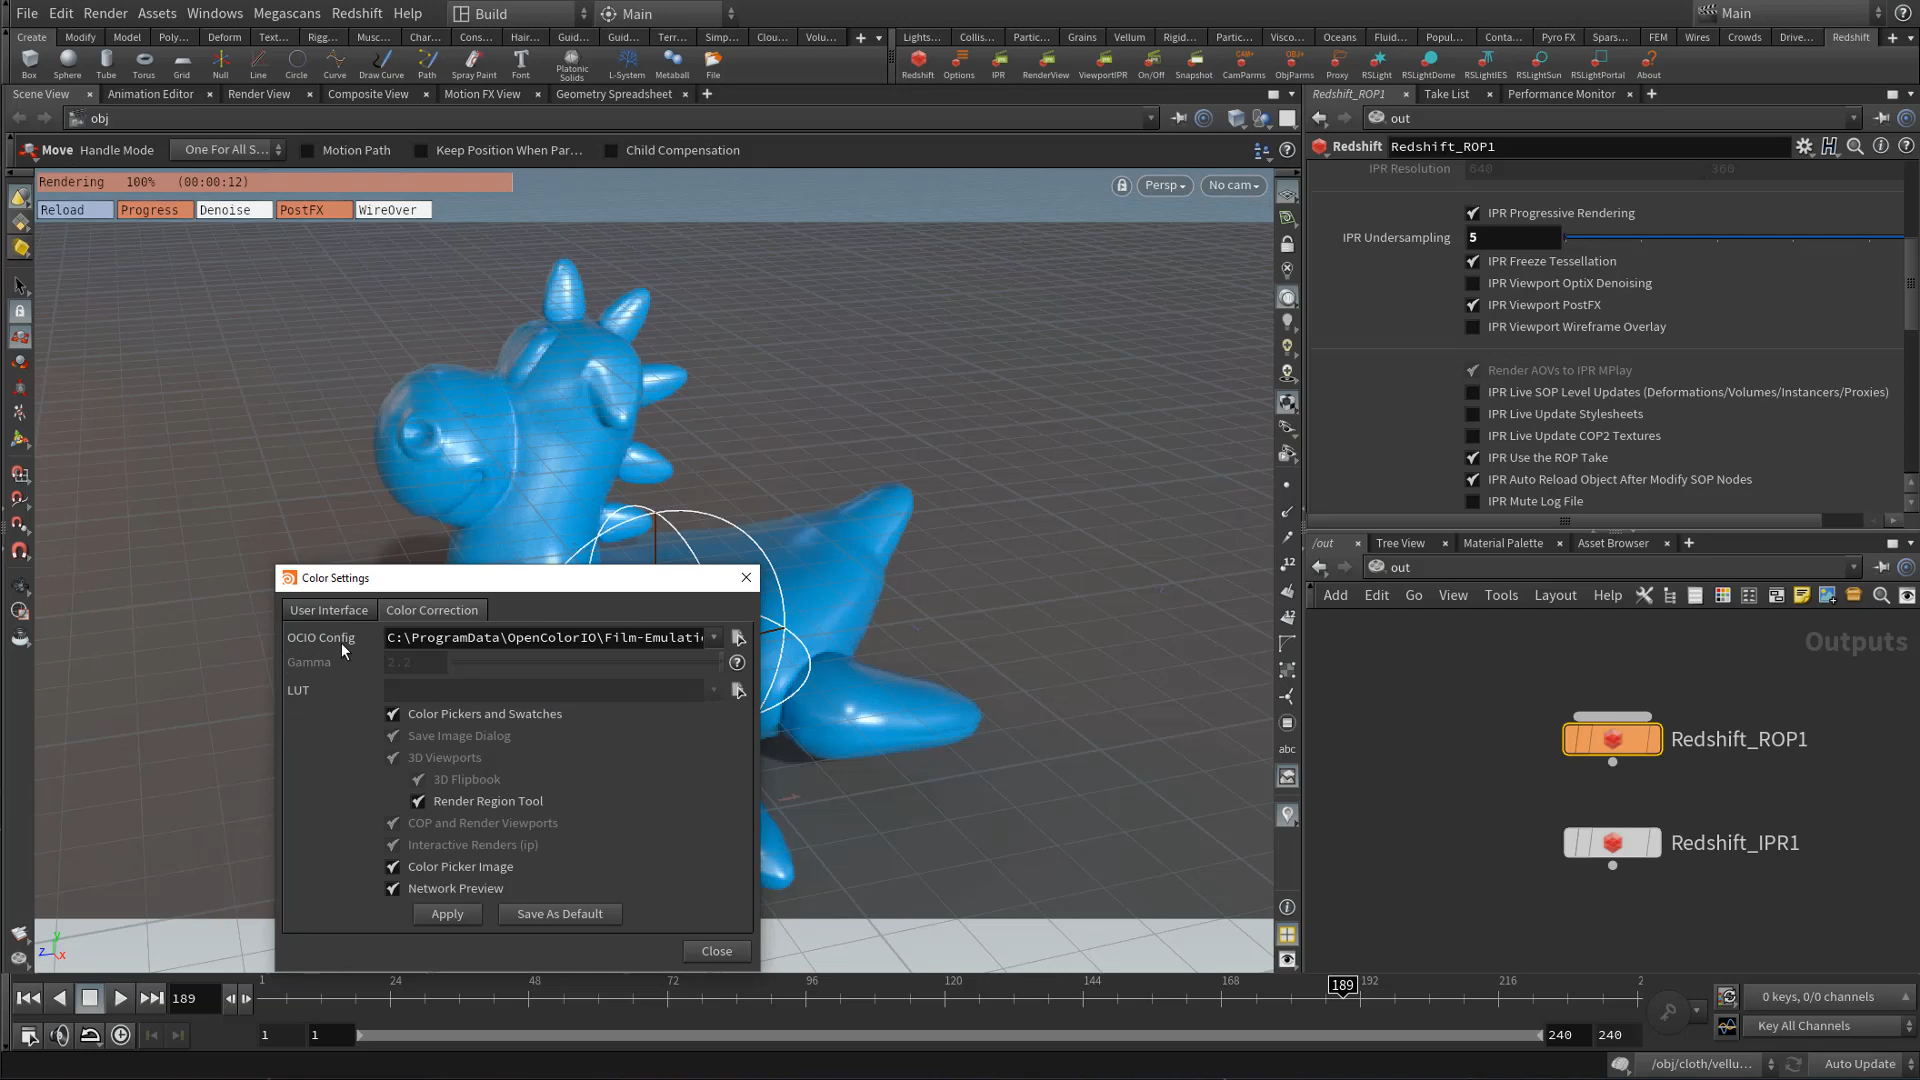 File Edit Render Assets Windows Megascans Redshift Help Build Main Main
Create Modify Model Poly... Deform Text... Rigg... Musc... Char... Cons... Hair... Guid... Guid... Terr... Simp... Clou... Volu...
Lights... Collis... Partic... Grains Vellum Rigid... Partic... Visco... Oceans Fluid... Popul... Conta... Pyro FX Spars... FEM Wires Crowds Drive... Redshift
Box Sphere Tube Torus Grid Null Line Circle Curve Draw Curve Path Spray Paint Font Platonic Solids L-System Metaball File
Redshift Options IPR RenderView ViewportIPR On/Off Snapshot CamParms ObjParms Proxy RSLight RSLightDome RSLightIES RSLightSun RSLightPortal About
Scene View Animation Editor Render View Composite View Motion FX View Geometry Spreadsheet
Redshift_ROP1 Take List Performance Monitor
obj
out
Move Handle Mode One For All S... Motion Path Keep Position When Par... Child Compensation
Redshift Redshift_ROP1
Rendering 100% (00:00:12)
Persp No cam
Reload Progress Denoise PostFX WireOver
IPR Resolution 640 360
IPR Progressive Rendering
IPR Undersampling 5
IPR Freeze Tessellation
IPR Viewport OptiX Denoising
IPR Viewport PostFX
IPR Viewport Wireframe Overlay
Render AOVs to IPR MPlay
IPR Live SOP Level Updates (Deformations/Volumes/Instancers/Proxies)
IPR Live Update Stylesheets
IPR Live Update COP2 Textures
IPR Use the ROP Take
IPR Auto Reload Object After Modify SOP Nodes
IPR Mute Log File
/out Tree View Material Palette Asset Browser
out
Add Edit Go View Tools Layout Help
Outputs
Redshift_ROP1
Redshift_IPR1
12
12
abc
Color Settings
User Interface Color Correction
OCIO Config C:\ProgramData\OpenColorIO\Film-Emulati
Gamma 2.2
LUT
Color Pickers and Swatches
Save Image Dialog
3D Viewports
3D Flipbook
Render Region Tool
COP and Render Viewports
Interactive Renders (ip)
Color Picker Image
Network Preview
Apply Save As Default
Close
z y x
189 1 24 48 72 96 120 144 168 189 192 216 2
0 keys, 0/0 channels
1 1 240 240
Key All Channels
/obj/cloth/vellu... Auto Update